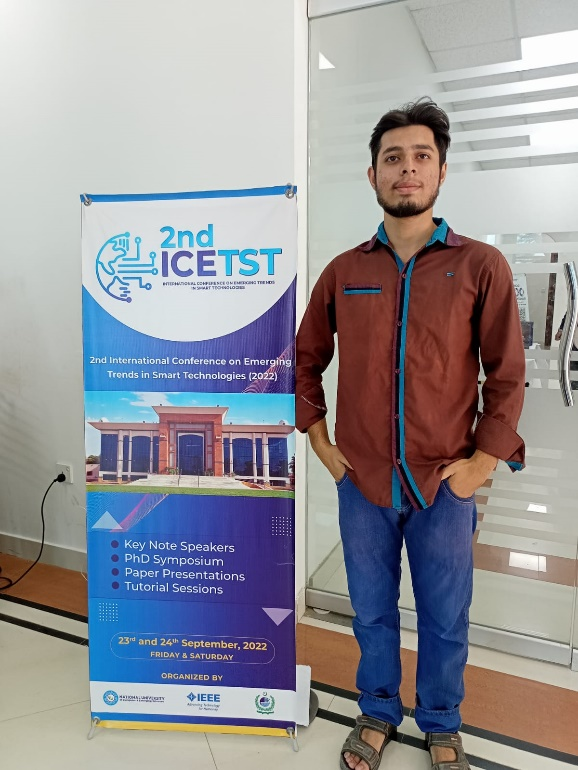 2nd
ICETST
INTERNATIONAL CONFERENCE ON EMERGING TRENDS
IN SMART TECHNOLOGIES
2nd International Conference on Emerging
Trends in Smart Technologies (2022)
Key Note Speakers
PhD Symposium
Paper Presentations
Tutorial Sessions
23rd and 24th September, 2022
FRIDAY & SATURDAY
ORGANIZED BY
NATIONAL UNIVERSITY
IEEE
Advancing Technology
for Humanity